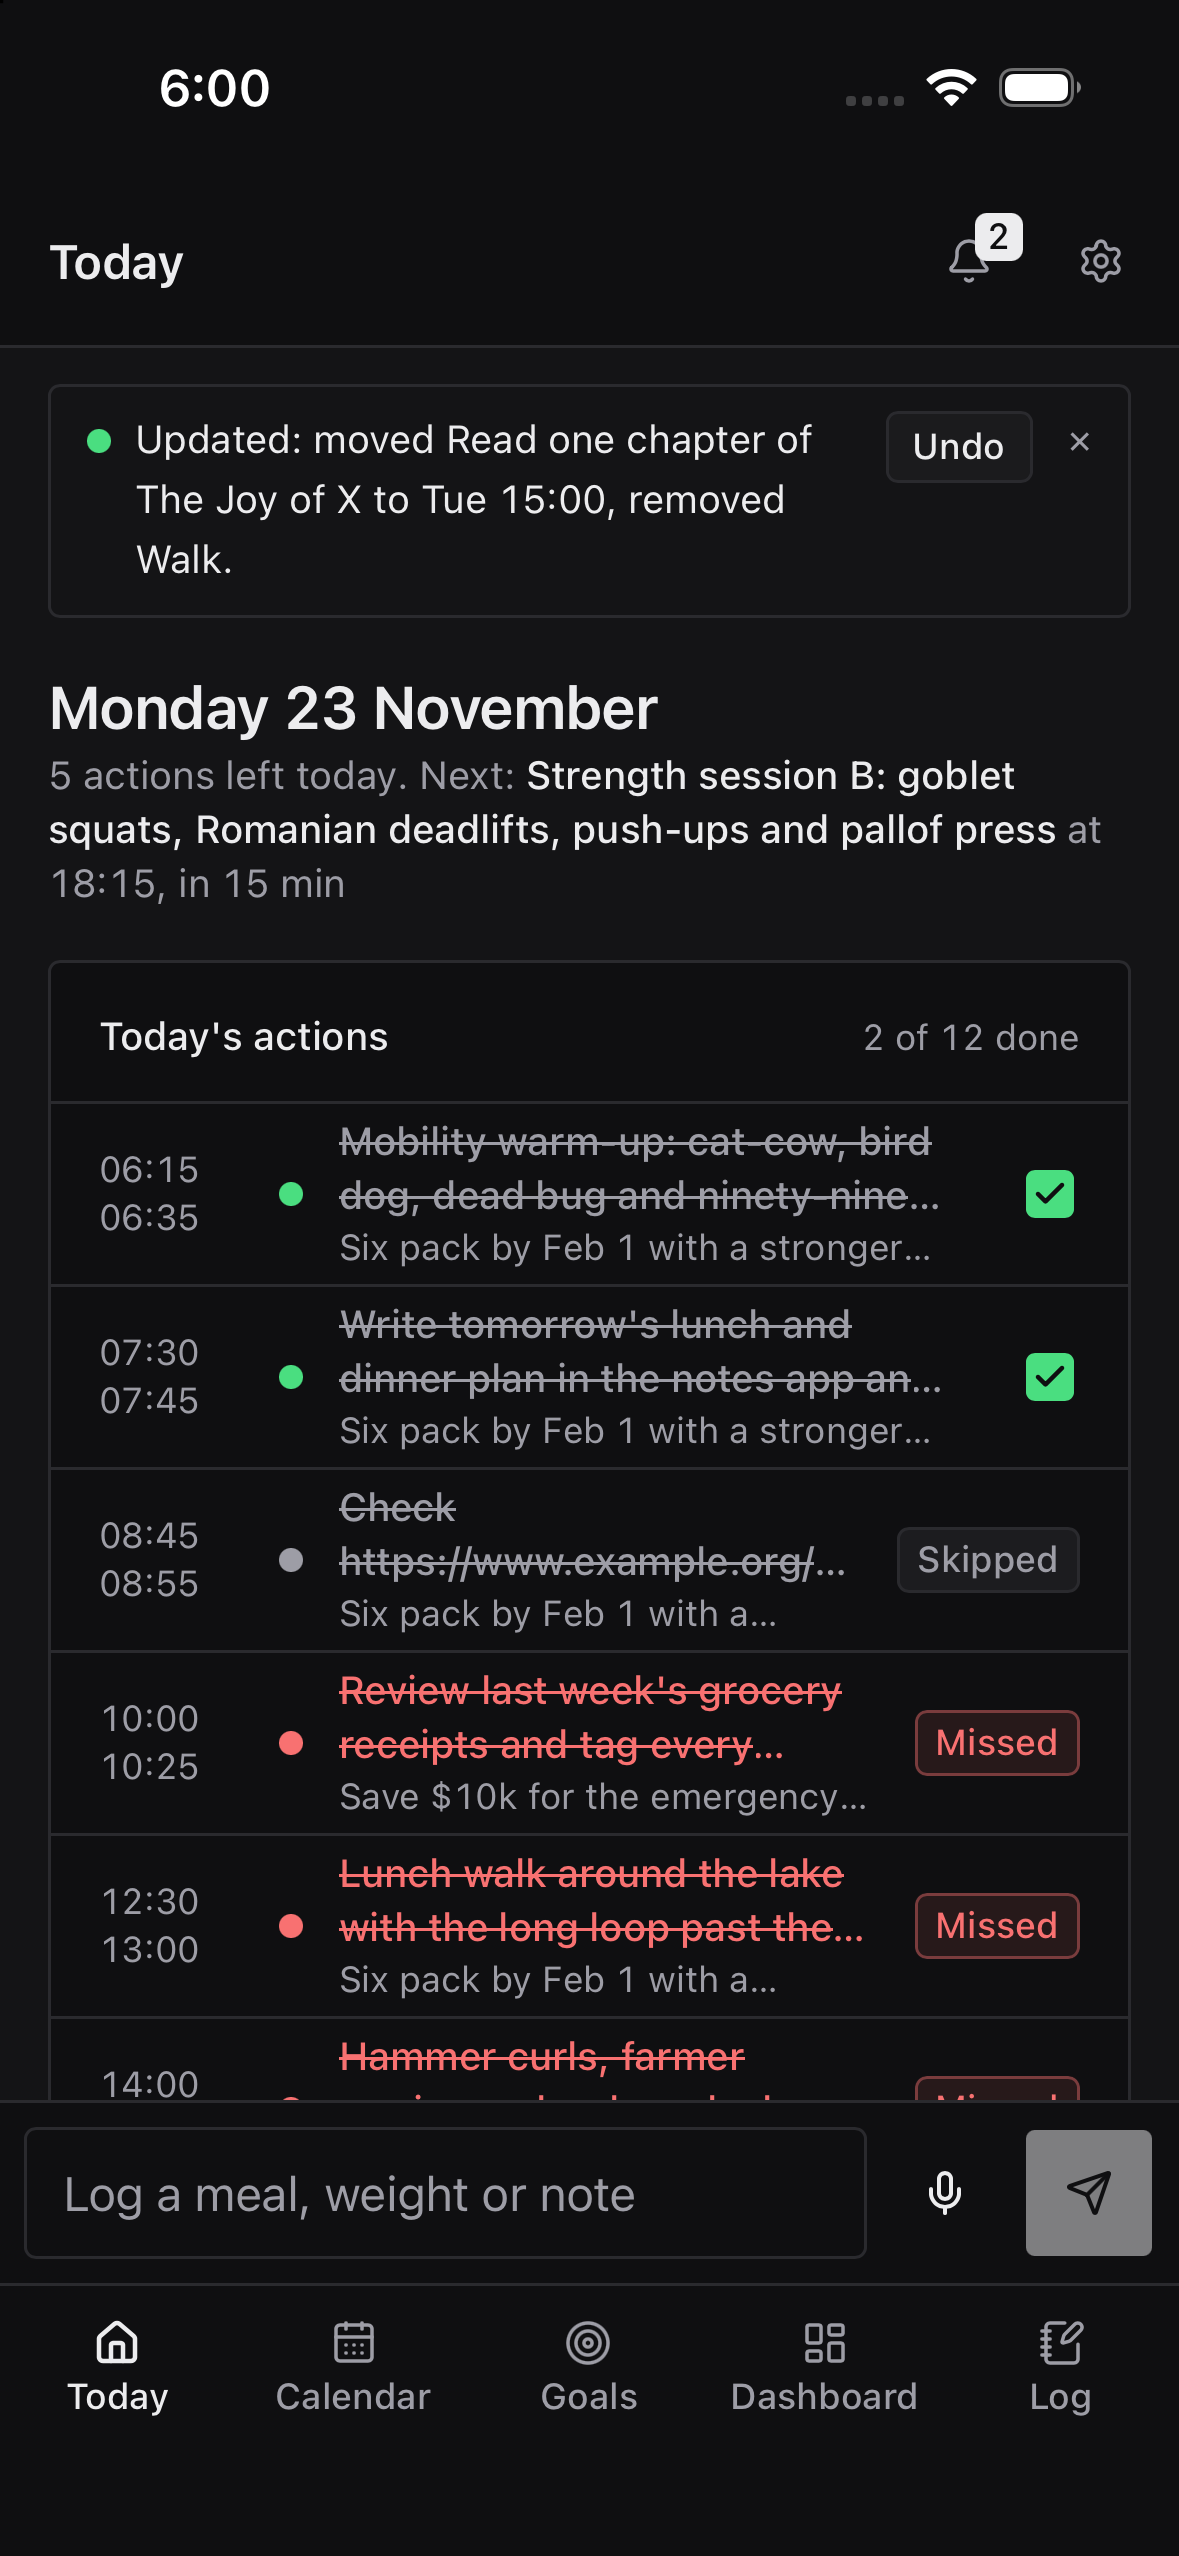 6:00
Today
2
Updated: moved Read one chapter of
The Joy of X to Tue 15:00, removed
Walk.
Undo
Monday 23 November
5 actions left today. Next: Strength session B: goblet
squats, Romanian deadlifts, push-ups and pallof press at
18:15, in 15 min
Today's actions
2 of 12 done
06:15
06:35
Mobility warm-up: cat-cow, bird
dog, dead bug and ninety-nine...
Six pack by Feb 1 with a stronger...
07:30
07:45
Write tomorrow's lunch and
dinner plan in the notes app an...
Six pack by Feb 1 with a stronger...
08:45
08:55
Check
https://www.example.org/...
Six pack by Feb 1 with a...
Skipped
10:00
10:25
Review last week's grocery
receipts and tag every...
Save $10k for the emergency...
Missed
12:30
13:00
Lunch walk around the lake
with the long loop past the...
Six pack by Feb 1 with a...
Missed
14:00
Hammer curls, farmer
Log a meal, weight or note
Today
Calendar
Goals
Dashboard
Log